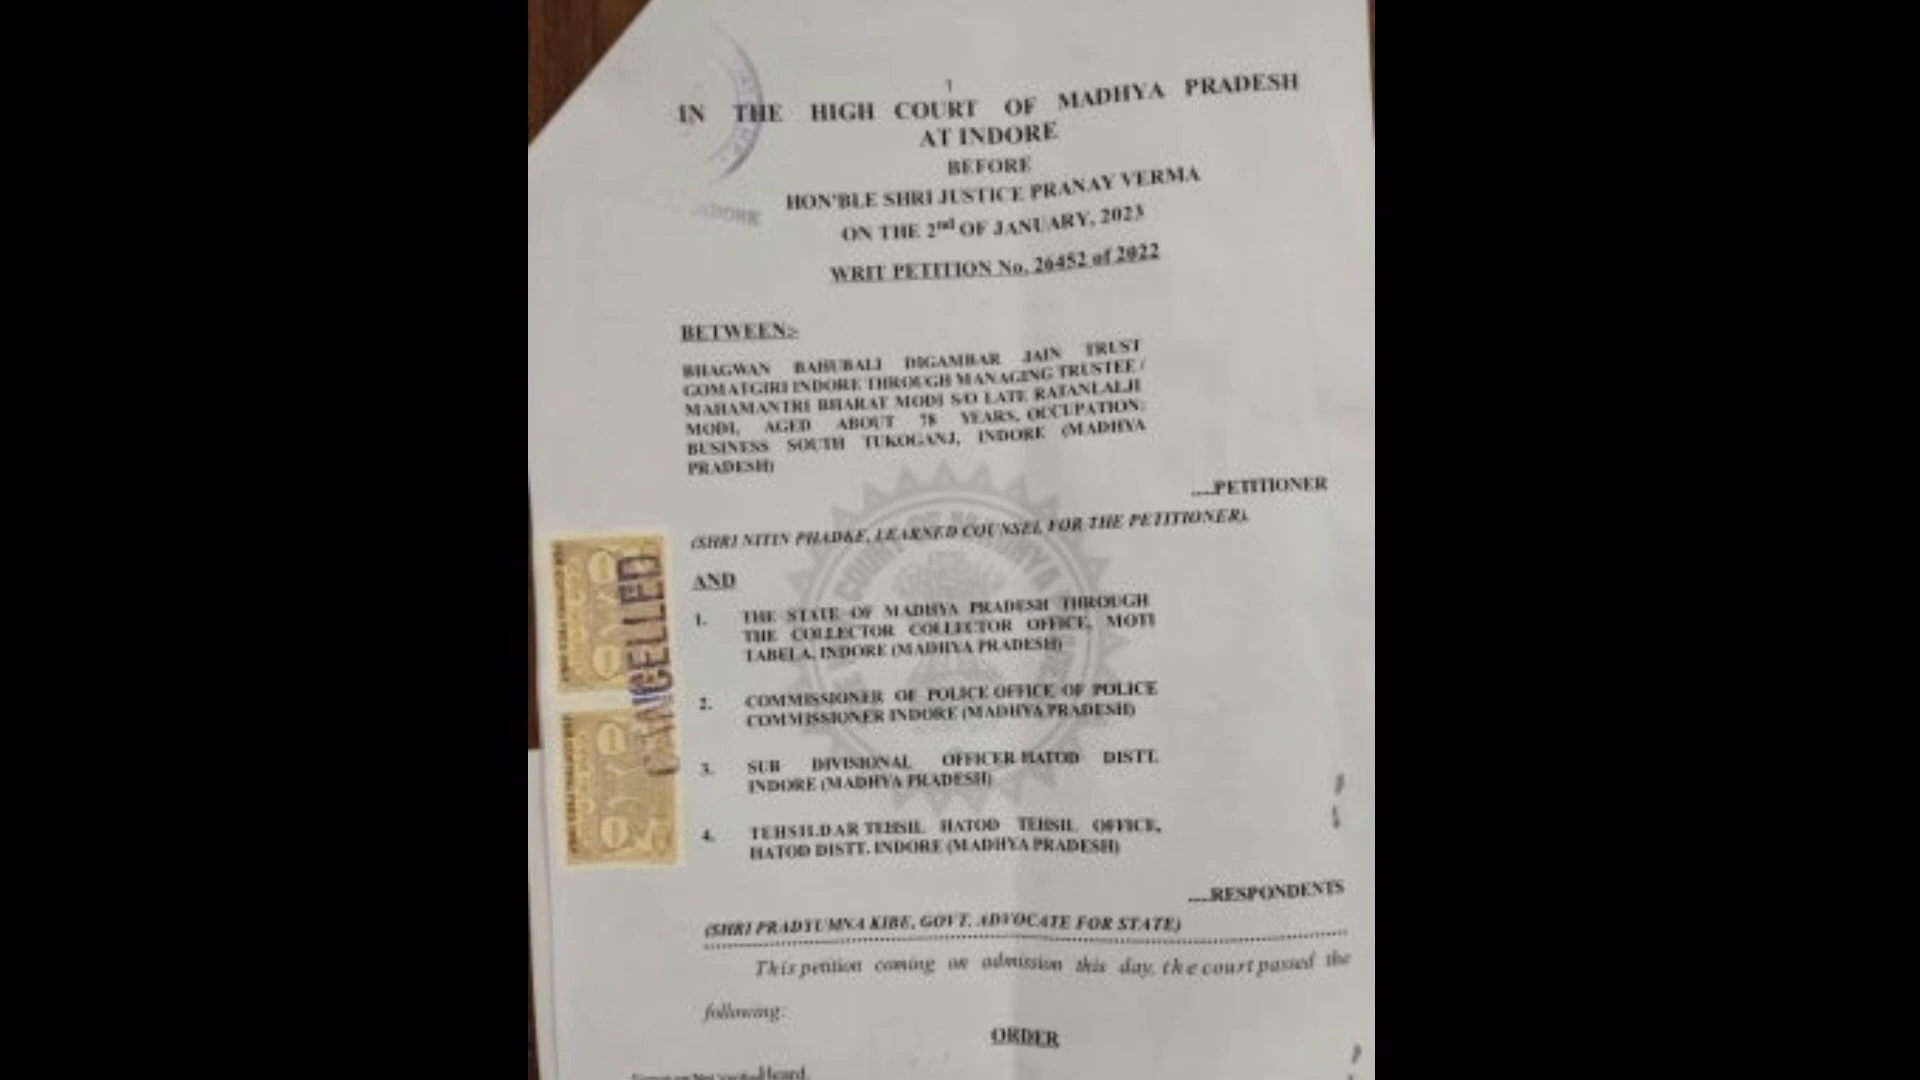 1
IN THE HIGH COURT OF MADHYA PRADESH
AT INDORE
BEFORE
HON'BLE SHRI JUSTICE PRANAY VERMA
ON THE 2nd OF JANUARY, 2023
WRIT PETITION No. 26452 of 2022
BETWEEN:-
BHAGWAN BAHUBALI DIGAMBAR JAIN TRUST
GOMATGIRI INDORE THROUGH MANAGING TRUSTEE /
MAHAMANTRI BHARAT MODI S/O LATE RATANLALJI
MODI, AGED ABOUT 78 YEARS, OCCUPATION:
BUSINESS SOUTH TUKOGANJ, INDORE (MADHYA
PRADESH)
.....PETITIONER
(SHRI NITIN PHADKE, LEARNED COUNSEL FOR THE PETITIONER).
AND
1. THE STATE OF MADHYA PRADESH THROUGH
THE COLLECTOR COLLECTOR OFFICE, MOTI
TABELA, INDORE (MADHYA PRADESH)
2. COMMISSIONER OF POLICE OFFICE OF POLICE
COMMISSIONER INDORE (MADHYA PRADESH)
3. SUB DIVISIONAL OFFICER HATOD DISTT.
INDORE (MADHYA PRADESH)
4. TEHSILDAR TEHSIL HATOD TEHSIL OFFICE,
HATOD DISTT. INDORE (MADHYA PRADESH)
.....RESPONDENTS
(SHRI PRADYUMNA KIBE, GOVT. ADVOCATE FOR STATE)
This petition coming on admission this day, the court passed the
following:
ORDER
Heard.
CANCELLED